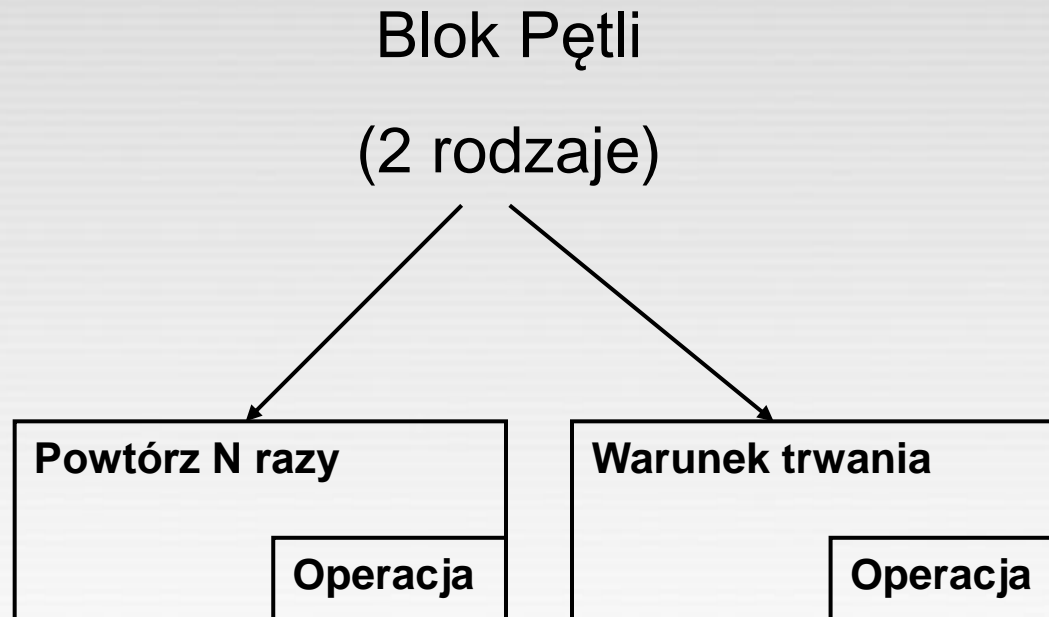 Blok Pętli
(2 rodzaje)
Powtórz N razy
Operacja
Warunek trwania
Operacja